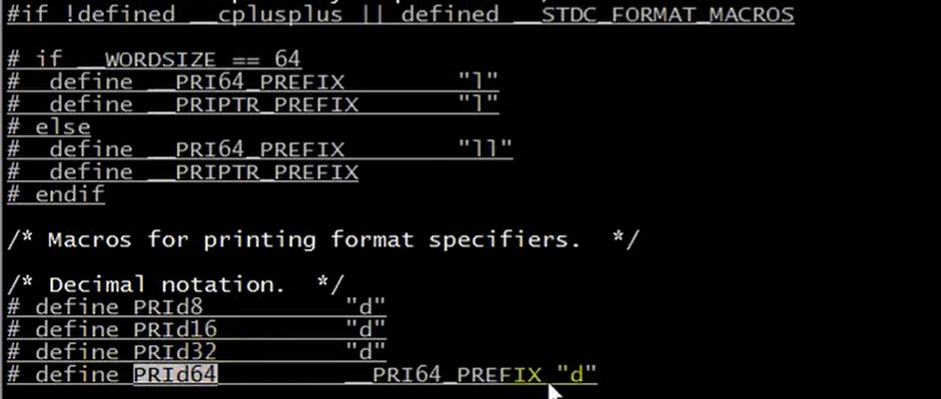 #if !defined __cplusplus || defined __STDC_FORMAT_MACROS
# if __WORDSIZE == 64
#  define __PRI64_PREFIX        "l"
#  define __PRIPTR_PREFIX       "l"
# else
#  define __PRI64_PREFIX        "ll"
#  define __PRIPTR_PREFIX
# endif
/* Macros for printing format specifiers.  */
/* Decimal notation.  */
# define PRId8          "d"
# define PRId16         "d"
# define PRId32         "d"
# define PRId64         __PRI64_PREFIX "d"